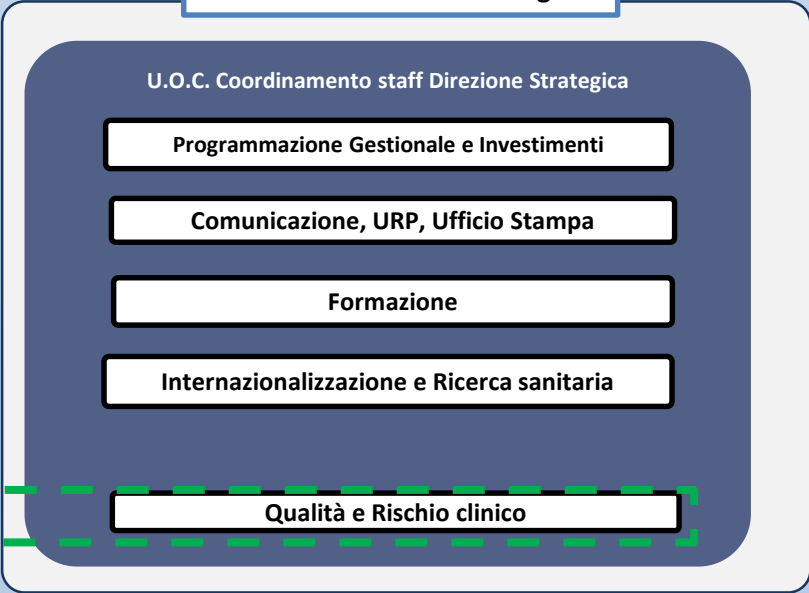 U.O.C. Coordinamento staff Direzione Strategica
Programmazione Gestionale e Investimenti
Comunicazione, URP, Ufficio Stampa
Formazione
Internazionalizzazione e Ricerca sanitaria
Qualità e Rischio clinico